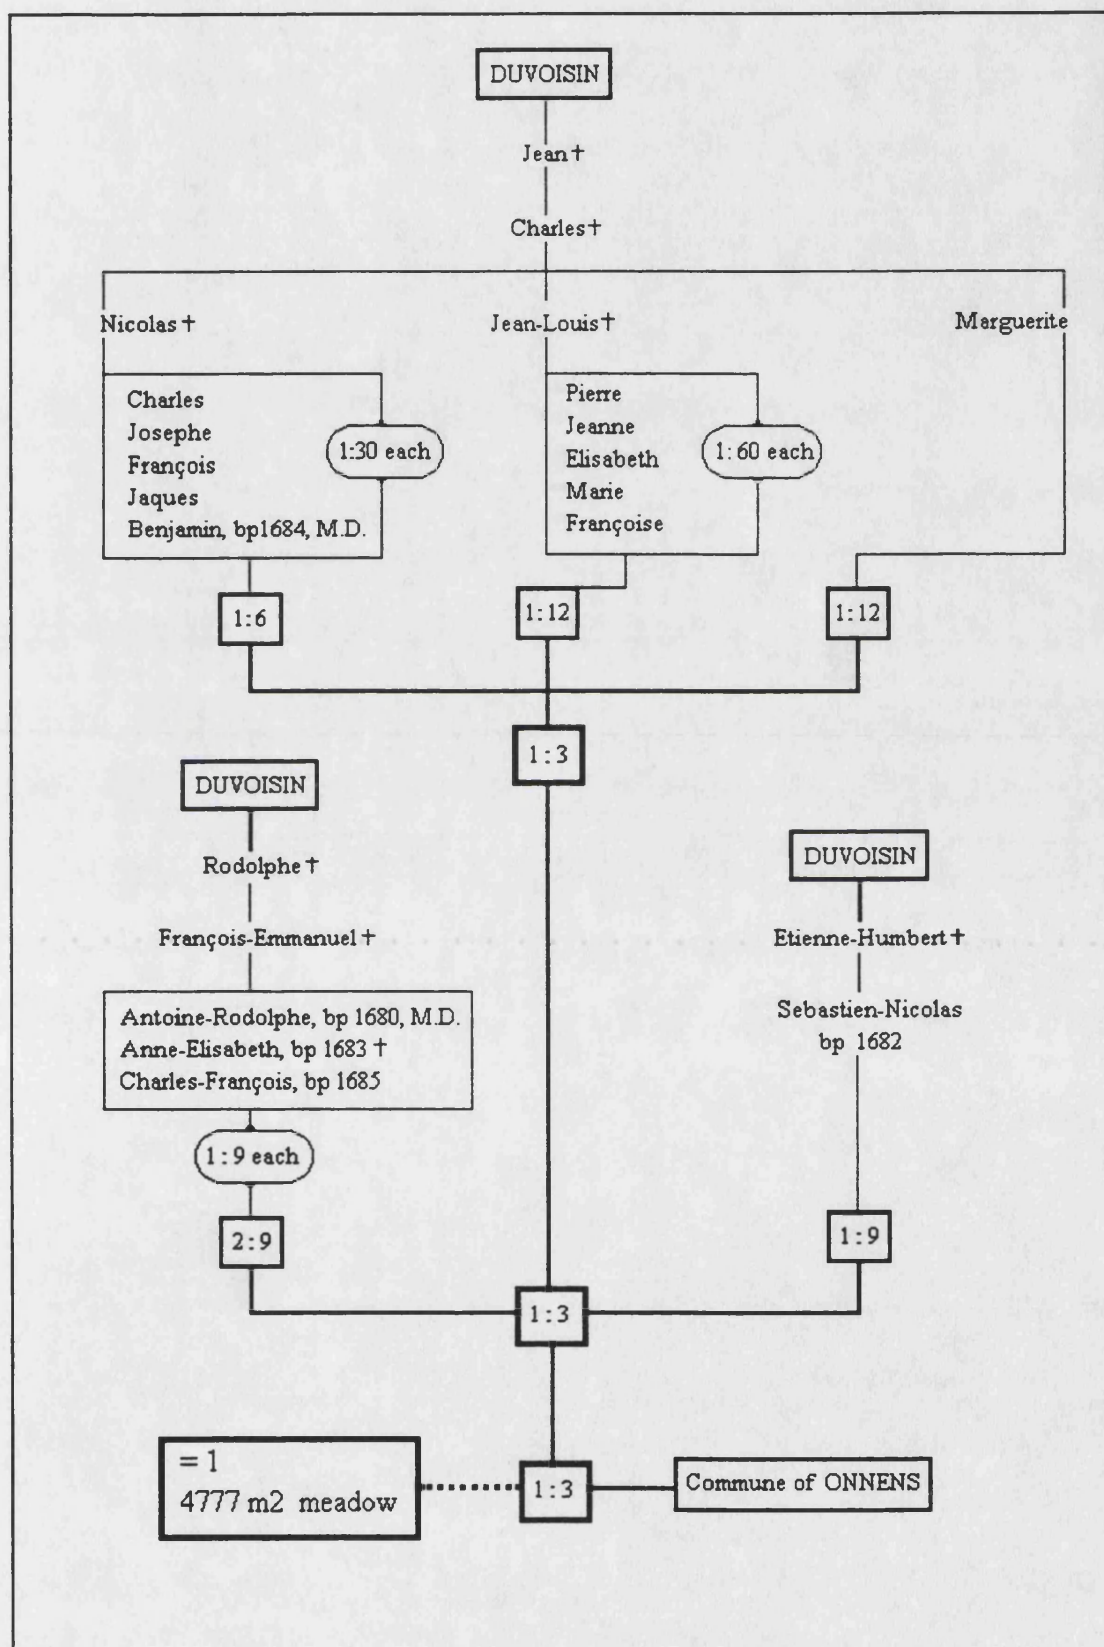 DUVOISIN
Jean †
Charles †
Nicolas †
Jean-Louis †
Marguerite
Charles
Josephe
François
Jaques
Benjamin, bp1684, M.D.
1:30 each
Pierre
Jeanne
Elisabeth
Marie
Françoise
1:60 each
1:6
1:12
1:12
1:3
DUVOISIN
Rodolphe †
François-Emmanuel †
Antoine-Rodolphe, bp 1680, M.D.
Anne-Elisabeth, bp 1683 †
Charles-François, bp 1685
1:9 each
2:9
DUVOISIN
Etienne-Humbert †
Sebastien-Nicolas
bp 1682
1:9
1:3
= 1
4777 m2 meadow
1:3
Commune of ONNENS